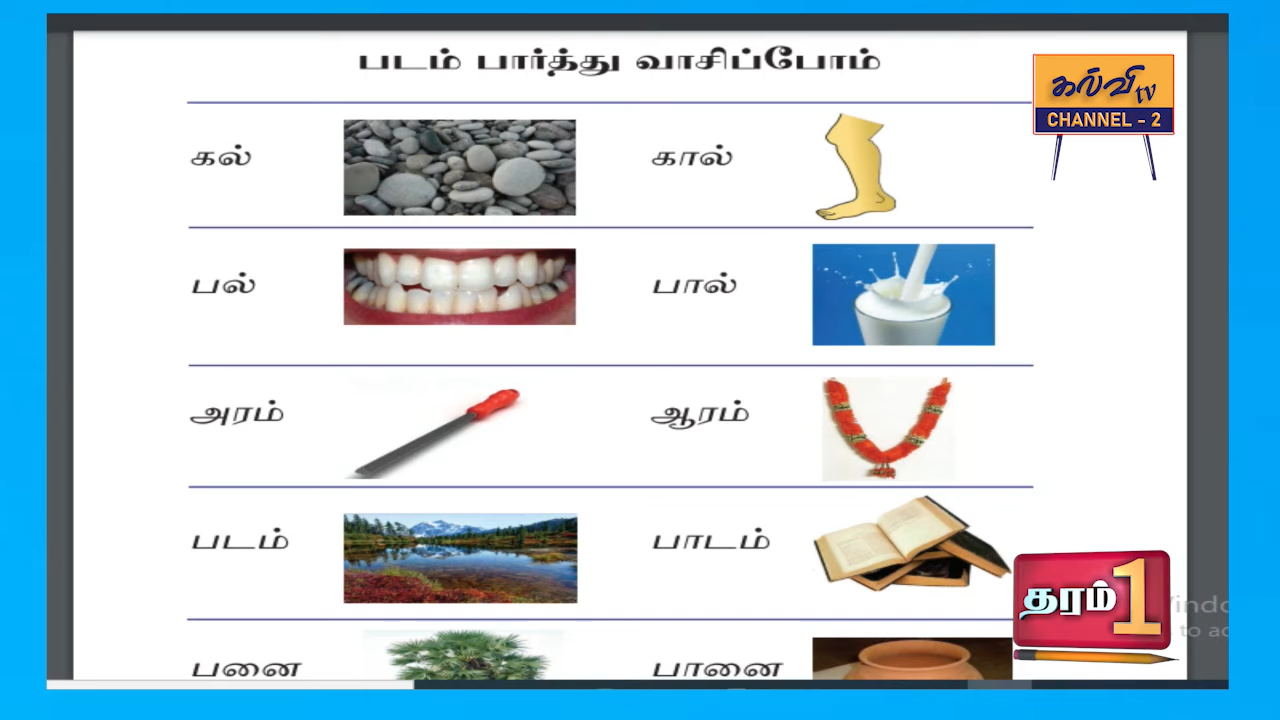 படம் பார்த்து வாசிப்போம்
கல்வி tv
CHANNEL - 2
கல் கால்
பல் பால்
அரம் ஆரம்
படம் பாடம்
தரம் 1
பனை பானை